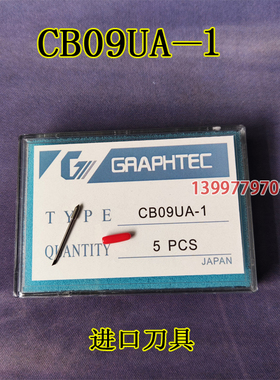 CB09UA—1
G GRAPHTEC
139977970
TYPE CB09UA-1
QUANTITY 5 PCS
JAPAN
进口刀具